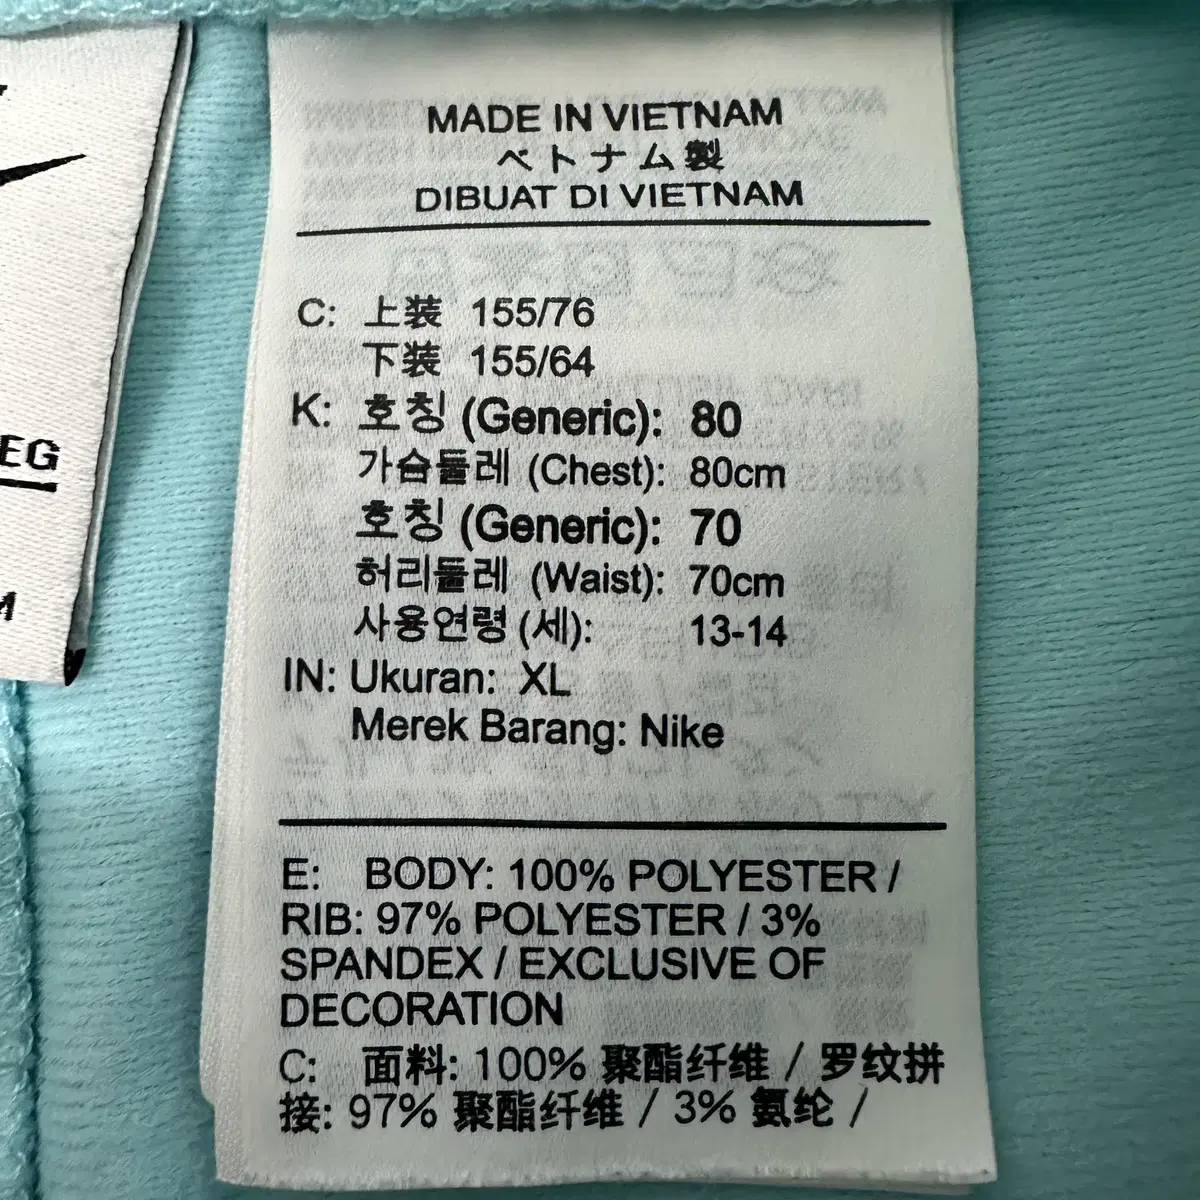 EG
M
MADE IN VIETNAM
ベトナム製
DIBUAT DI VIETNAM
C: 上装 155/76
下装 155/64
K: 호칭 (Generic): 80
가슴둘레 (Chest): 80cm
호칭 (Generic): 70
허리둘레 (Waist): 70cm
사용연령 (세): 13-14
IN: Ukuran: XL
Merek Barang: Nike
E: BODY: 100% POLYESTER /
RIB: 97% POLYESTER / 3%
SPANDEX / EXCLUSIVE OF
DECORATION
C: 面料: 100% 聚酯纤维 / 罗纹拼
接: 97% 聚酯纤维 / 3% 氨纶 /